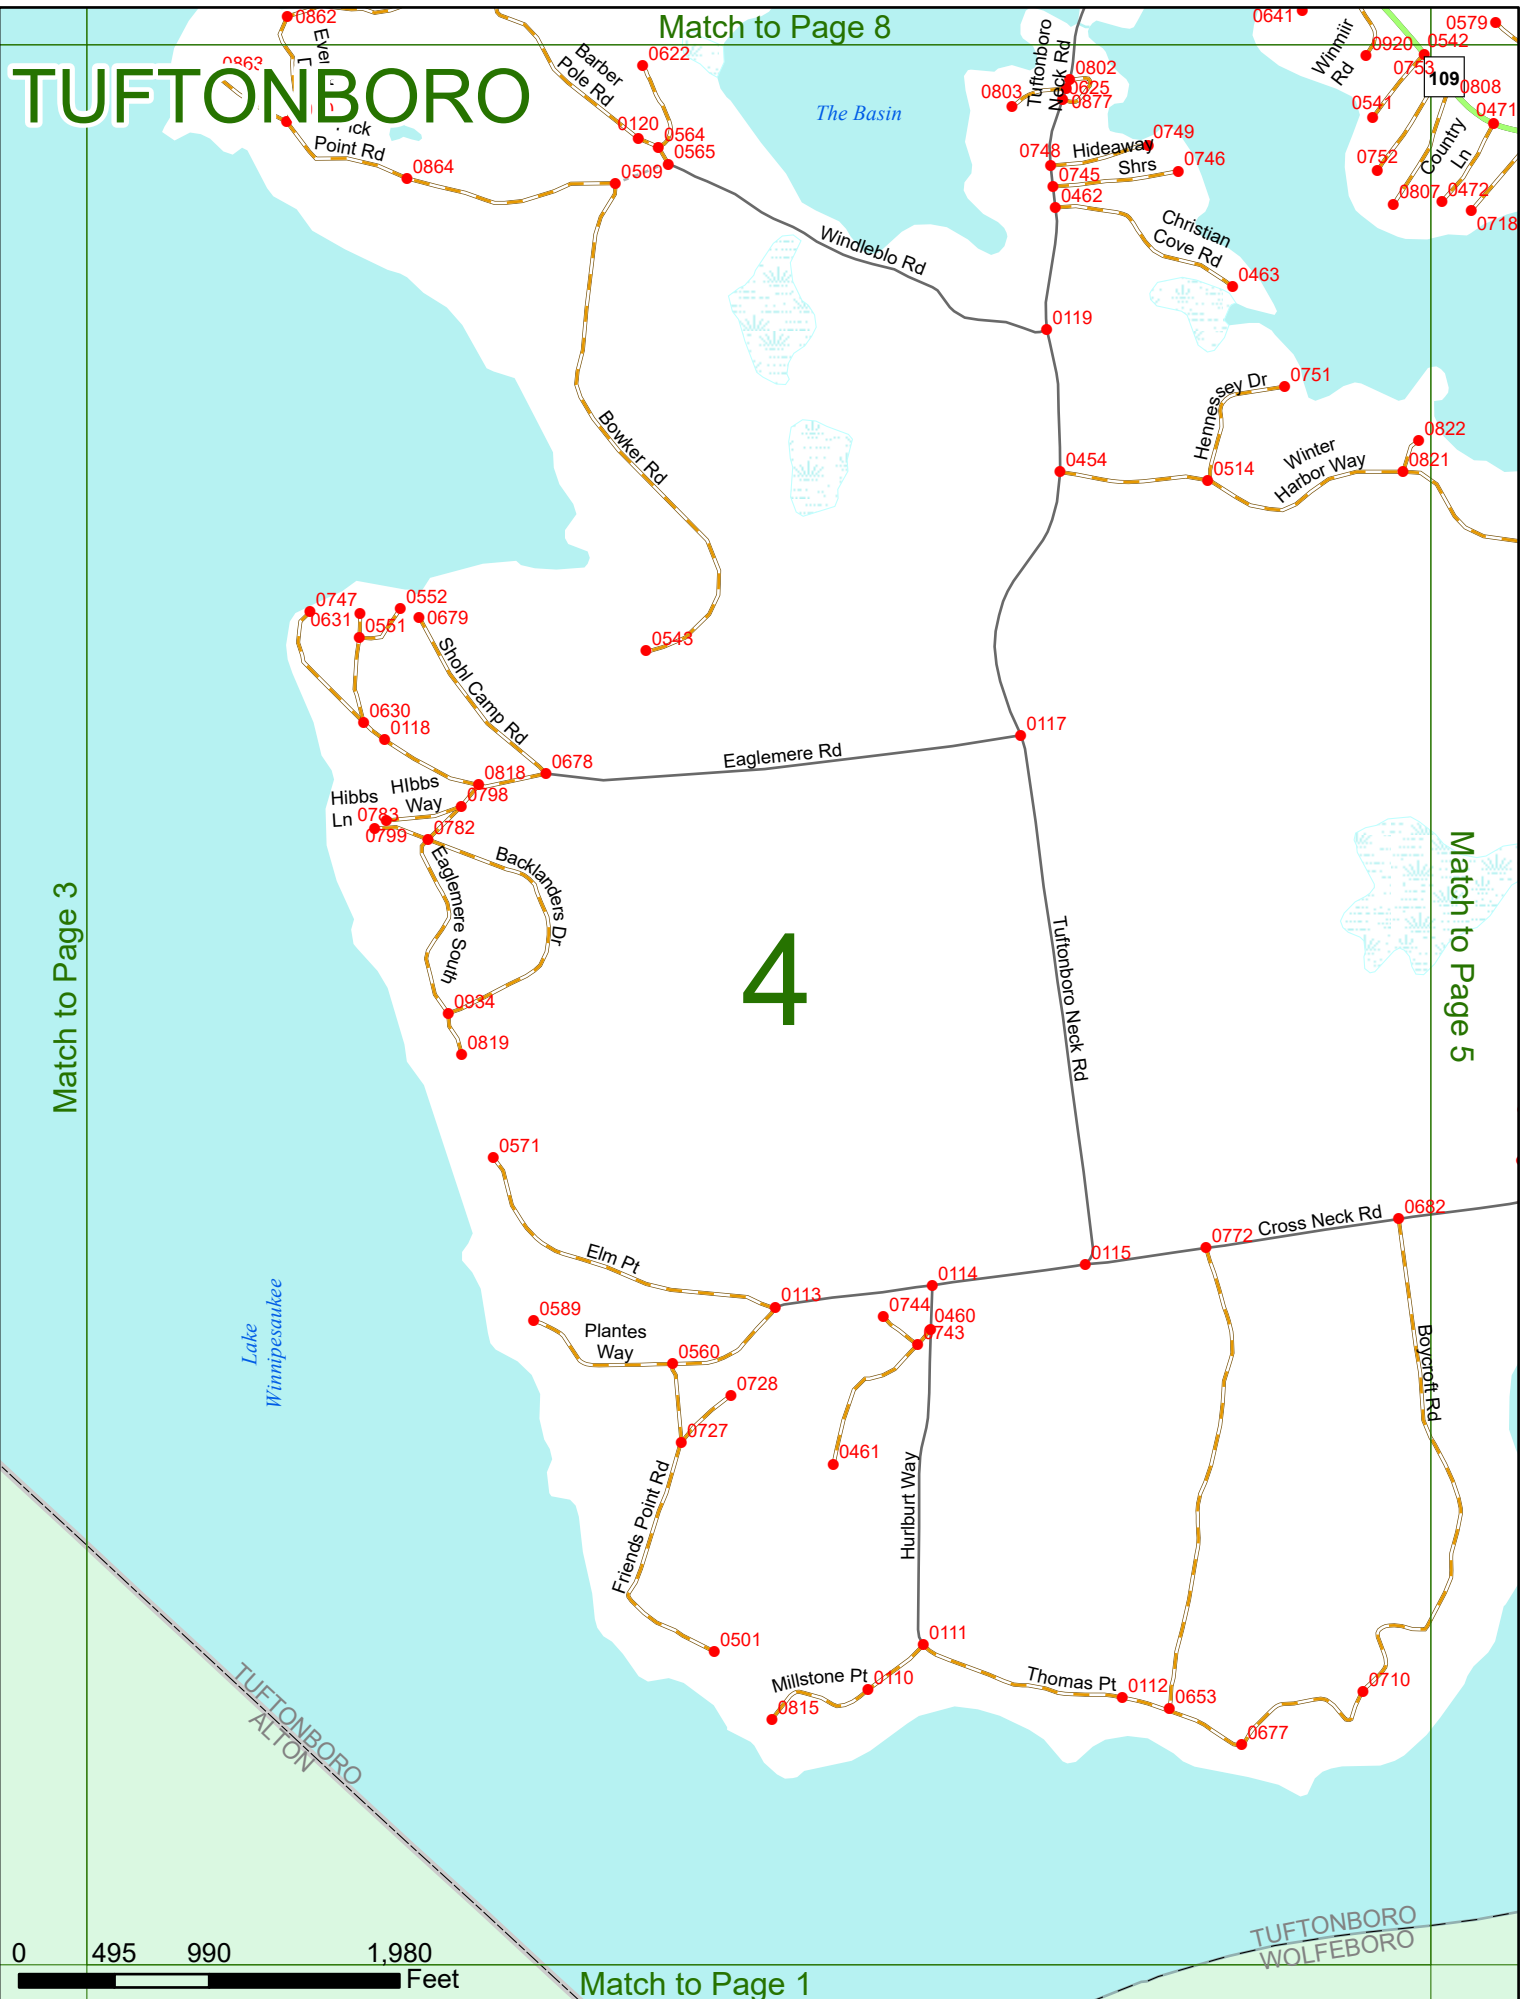 Match to Page 8
TUFTONBORO
0862
0863
Point Rd
0864
Barber
Pole Rd
0622
0120
0564
0565
0509
The Basin
Tuftonboro
Neck Rd
0802
0625
0877
0803
0748
Hideaway
Shrs
0749
0745
0746
0462
Christian
Cove Rd
0463
0641
Winmiir
Rd
0920
0542
0579
0753
109
0808
0541
0471
0752
Country
Ln
0807
0472
0718
Windleblo Rd
0119
Hennessey Dr
0751
0454
0514
Winter
Harbor Way
0822
0821
Bowker Rd
0543
0747
0631
0551
0552
0679
Shohl Camp Rd
0630
0118
0678
Eaglemere Rd
0117
0818
HIbbs
Way
0798
Hibbs
Ln
0783
0799
0782
Eaglemere South
Backlanders Dr
0934
0819
4
Match to Page 3
Match to Page 5
Tuftonboro Neck Rd
0571
Elm Pt
0113
0114
0115
0772
Cross Neck Rd
0682
0589
Plantes
Way
0560
0744
0460
0743
0728
0727
0461
Lake
Winnipesaukee
Friends Point Rd
0501
Hurlburt Way
Boycroft Rd
0111
Millstone Pt
0110
0815
Thomas Pt
0112
0653
0677
0710
TUFTONBORO
ALTON
TUFTONBORO
WOLFEBORO
0 495 990 1,980
Feet
Match to Page 1